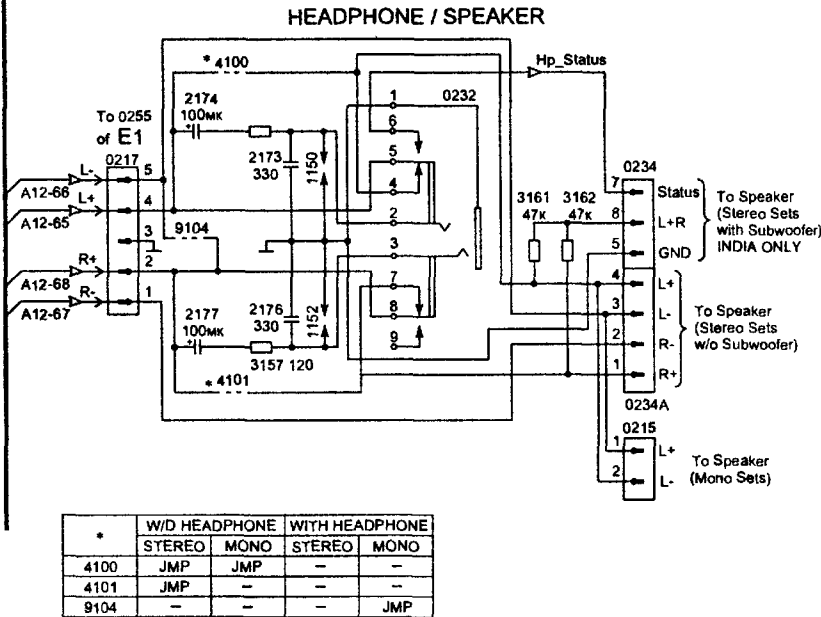 HEADPHONE / SPEAKER
* 4100
Hp_Status
2174
100мк
+
1
0232
6
To 0255
of E1
0217
2173
330
1150
5
4
2
L-
5
A12-66
L+
4
A12-65
3
9104
R+
2
A12-68
R-
1
A12-67
3
7
8
9
2177
100мк
+
2176
330
1152
3157 120
* 4101
3161
47к
3162
47к
0234
7
Status
8
L+R
5
GND
To Speaker
(Stereo Sets
with Subwoofer)
INDIA ONLY
4
L+
3
L-
2
R-
1
R+
To Speaker
(Stereo Sets
w/o Subwoofer)
0234A
0215
1
L+
2
L-
To Speaker
(Mono Sets)
* W/D HEADPHONE WITH HEADPHONE
STEREO MONO STEREO MONO
4100 JMP JMP – –
4101 JMP – – –
9104 – – – JMP